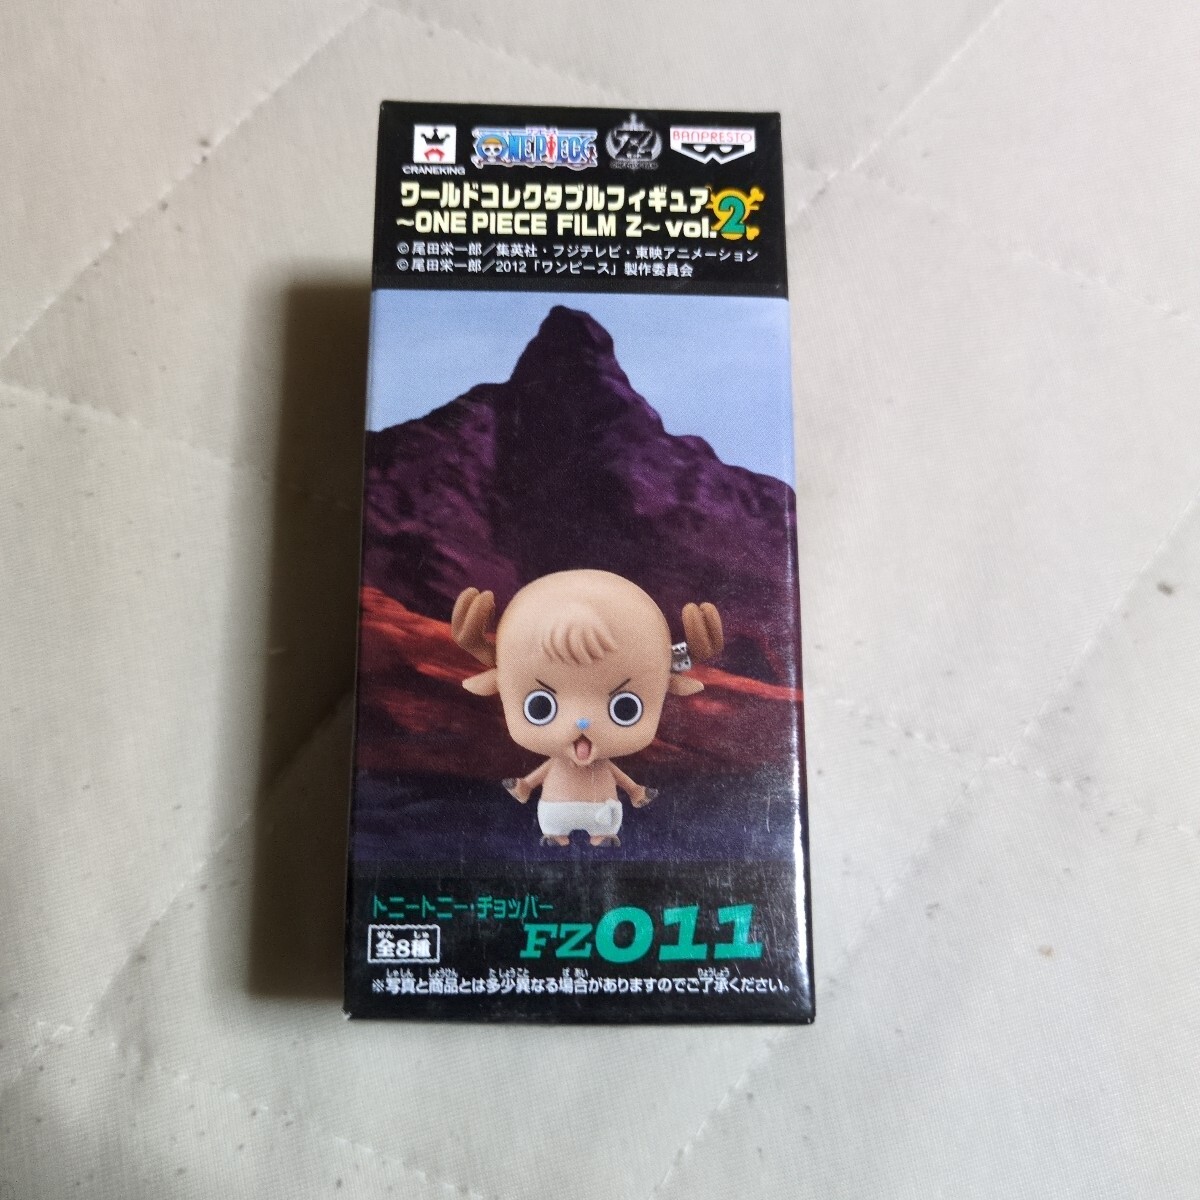 CRANEKING
ONE PIECE
BANPRESTO
ワールドコレクタブルフィギュア
～ONE PIECE FILM Z～ vol.2
©尾田栄一郎／集英社・フジテレビ・東映アニメーション
©尾田栄一郎／2012「ワンピース」製作委員会
トニートニー・チョッパー
FZ011
全8種
※写真と商品とは多少異なる場合がありますのでご了承ください。